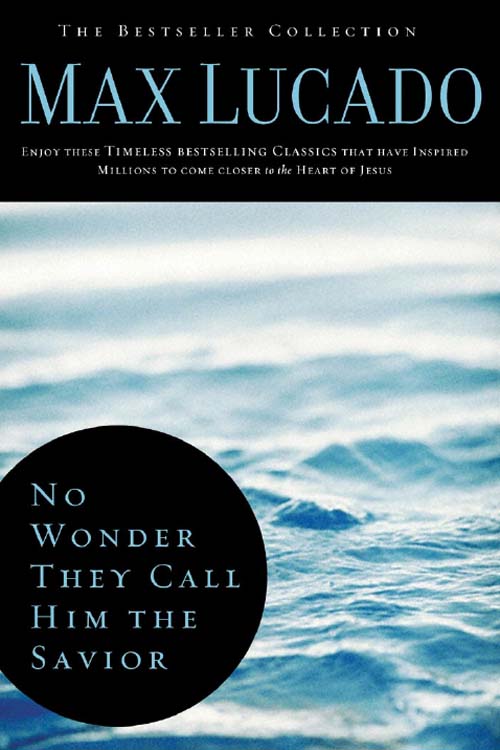 The Bestseller Collection
Max Lucado
Enjoy these Timeless bestselling Classics that have Inspired
Millions to come closer to the Heart of Jesus
No
Wonder
They Call
Him the
Savior